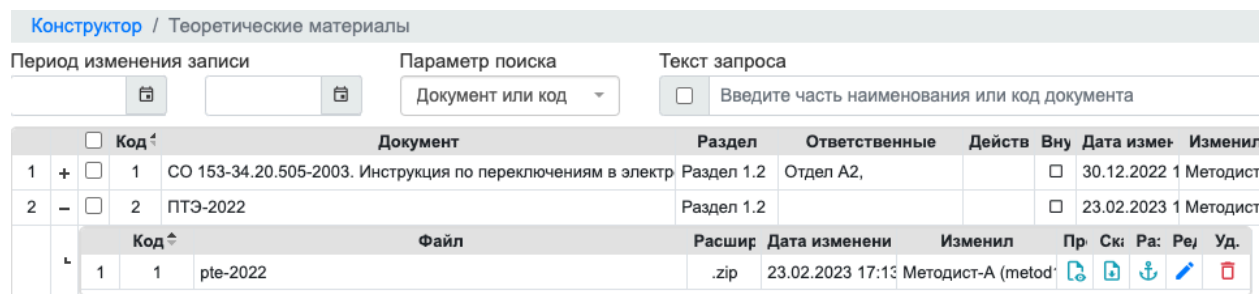 Конструктор / Теоретические материалы
Период изменения записи Параметр поиска Текст запроса
Документ или код Введите часть наименования или код документа
Код Документ Раздел Ответственные Действ Вну Дата измен Изменил
1 + 1 СО 153-34.20.505-2003. Инструкция по переключениям в электр Раздел 1.2 Отдел А2, 30.12.2022 1 Методист
2 – 2 ПТЭ-2022 Раздел 1.2 23.02.2023 1 Методист
Код Файл Расшир Дата изменени Изменил Пр Ска Раз Ред Уд.
1 1 pte-2022 .zip 23.02.2023 17:13 Методист-А (metod1